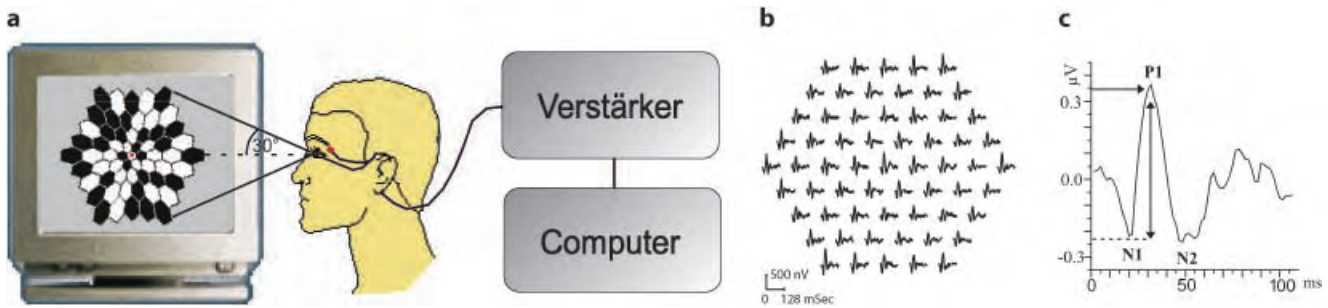 a
30°
Verstärker
Computer
b
500 nV
0 128 mSec
c
µV
P1
0.3
0.0
-0.3
N1 N2
0 50 100 ms